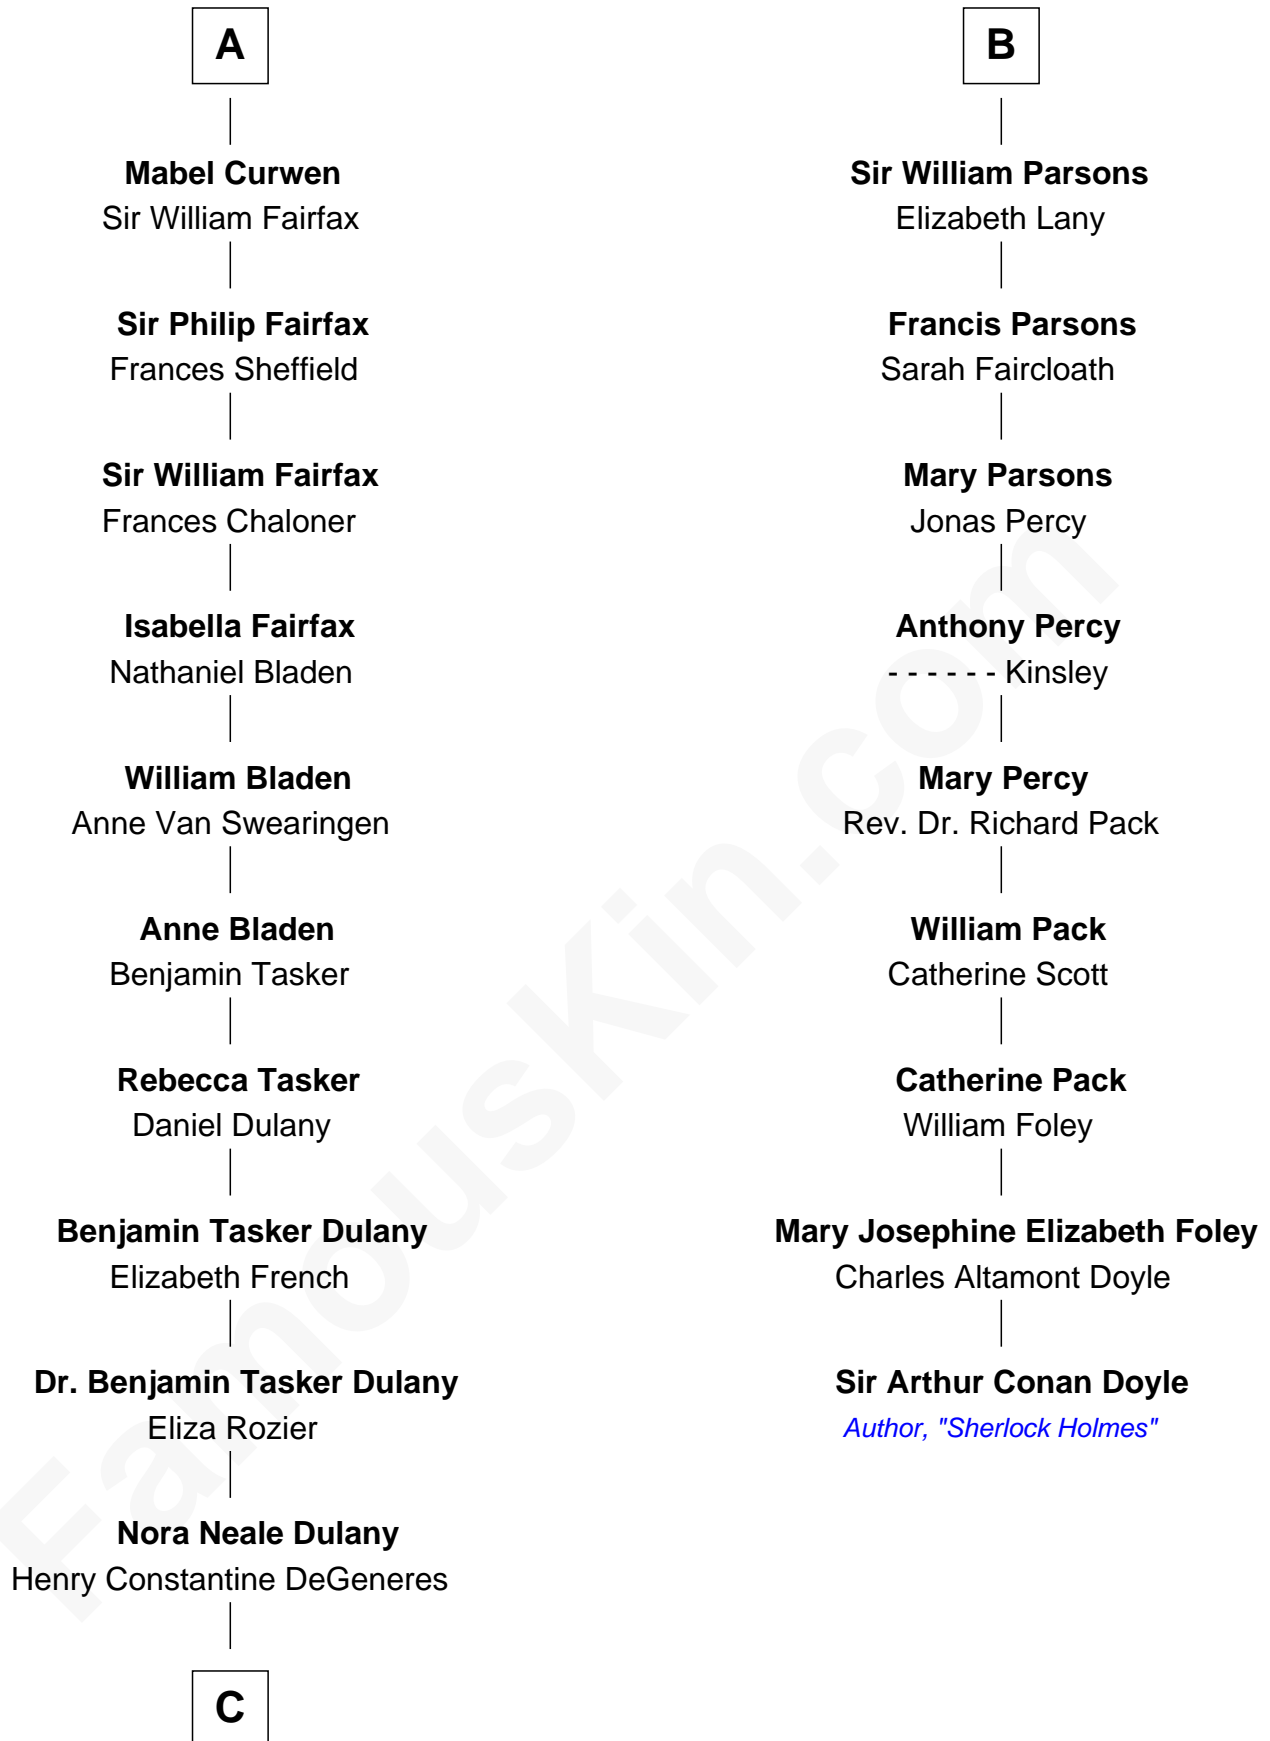 A
Mabel Curwen
Sir William Fairfax
Sir Philip Fairfax
Frances Sheffield
Sir William Fairfax
Frances Chaloner
Isabella Fairfax
Nathaniel Bladen
William Bladen
Anne Van Swearingen
Anne Bladen
Benjamin Tasker
Rebecca Tasker
Daniel Dulany
Benjamin Tasker Dulany
Elizabeth French
Dr. Benjamin Tasker Dulany
Eliza Rozier
Nora Neale Dulany
Henry Constantine DeGeneres
C
B
Sir William Parsons
Elizabeth Lany
Francis Parsons
Sarah Faircloath
Mary Parsons
Jonas Percy
Anthony Percy
- - - - - - Kinsley
Mary Percy
Rev. Dr. Richard Pack
William Pack
Catherine Scott
Catherine Pack
William Foley
Mary Josephine Elizabeth Foley
Charles Altamont Doyle
Sir Arthur Conan Doyle
Author, "Sherlock Holmes"
FamousKin.com